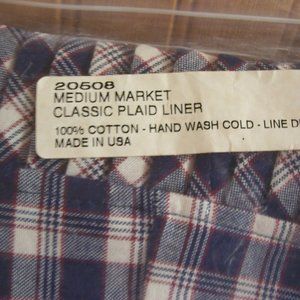 20508
MEDIUM MARKET
CLASSIC PLAID LINER
100% COTTON - HAND WASH COLD - LINE D
MADE IN USA